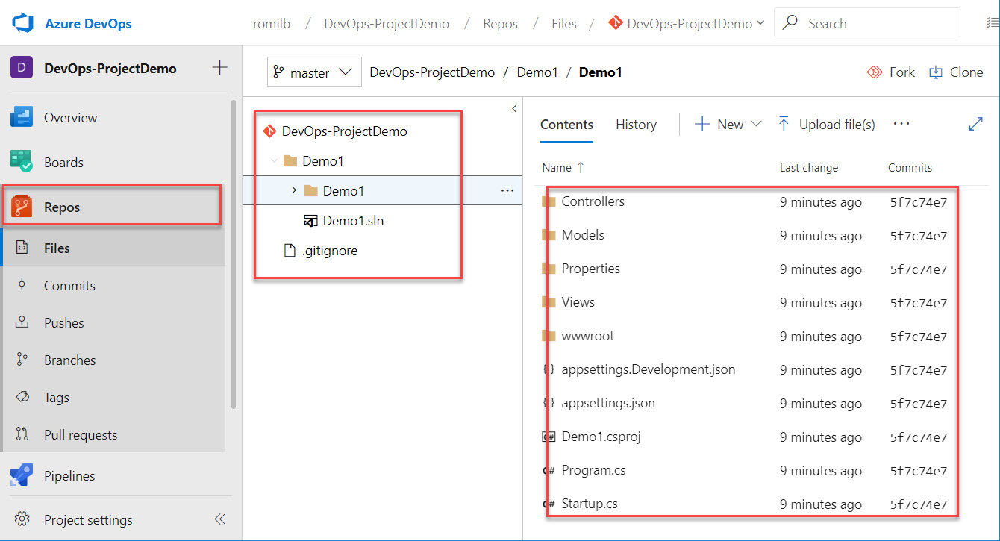 Azure DevOps
romilb / DevOps-ProjectDemo / Repos / Files / DevOps-ProjectDemo
Search
D DevOps-ProjectDemo
Overview
Boards
Repos
Files
Commits
Pushes
Branches
Tags
Pull requests
Pipelines
Project settings
master
DevOps-ProjectDemo / Demo1 / Demo1
Fork
Clone
DevOps-ProjectDemo
Demo1
Demo1
Demo1.sln
.gitignore
Contents
History
New
Upload file(s)
Name Last change Commits
Controllers 9 minutes ago 5f7c74e7
Models 9 minutes ago 5f7c74e7
Properties 9 minutes ago 5f7c74e7
Views 9 minutes ago 5f7c74e7
wwwroot 9 minutes ago 5f7c74e7
{} appsettings.Development.json 9 minutes ago 5f7c74e7
{} appsettings.json 9 minutes ago 5f7c74e7
C# Demo1.csproj 9 minutes ago 5f7c74e7
C# Program.cs 9 minutes ago 5f7c74e7
C# Startup.cs 9 minutes ago 5f7c74e7